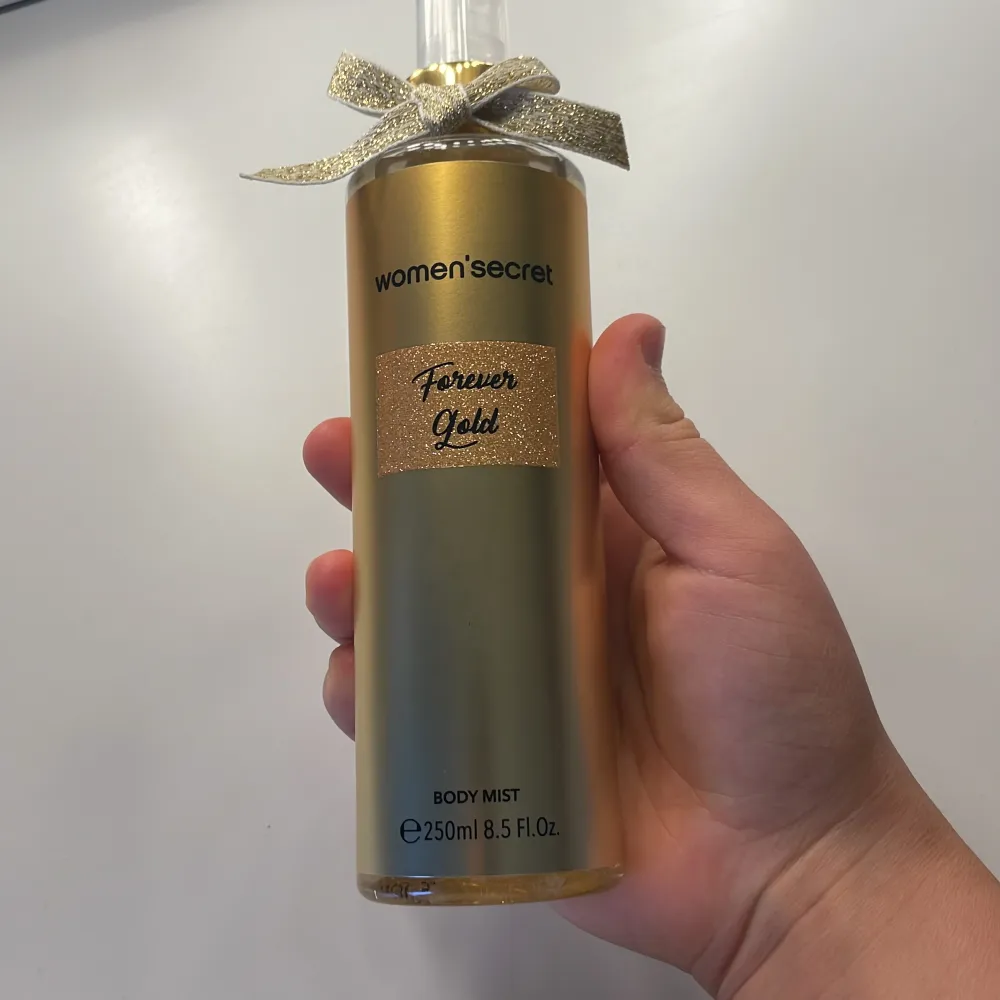 women'secret
Forever
Gold
BODY MIST
℮250ml 8.5 Fl.Oz.